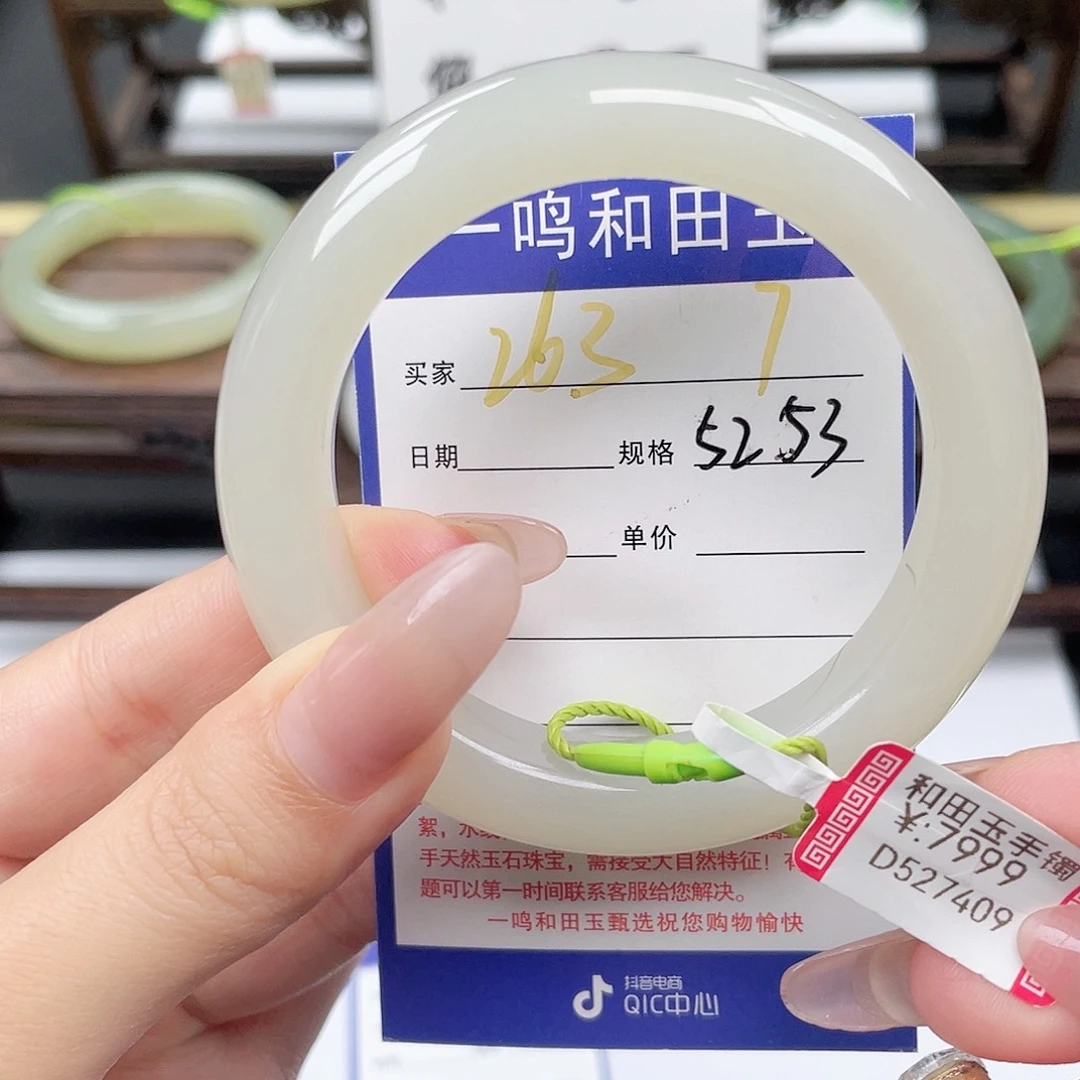 一鸣和田玉
买家 263 7
日期 规格 52.53
单价
手天然玉石珠宝，需接受大自然特征！
题可以第一时间联系客服给您解决。
一鸣和田玉甄选祝您购物愉快
抖音电商
QIC中心
和田玉手镯
¥:7999
D527409